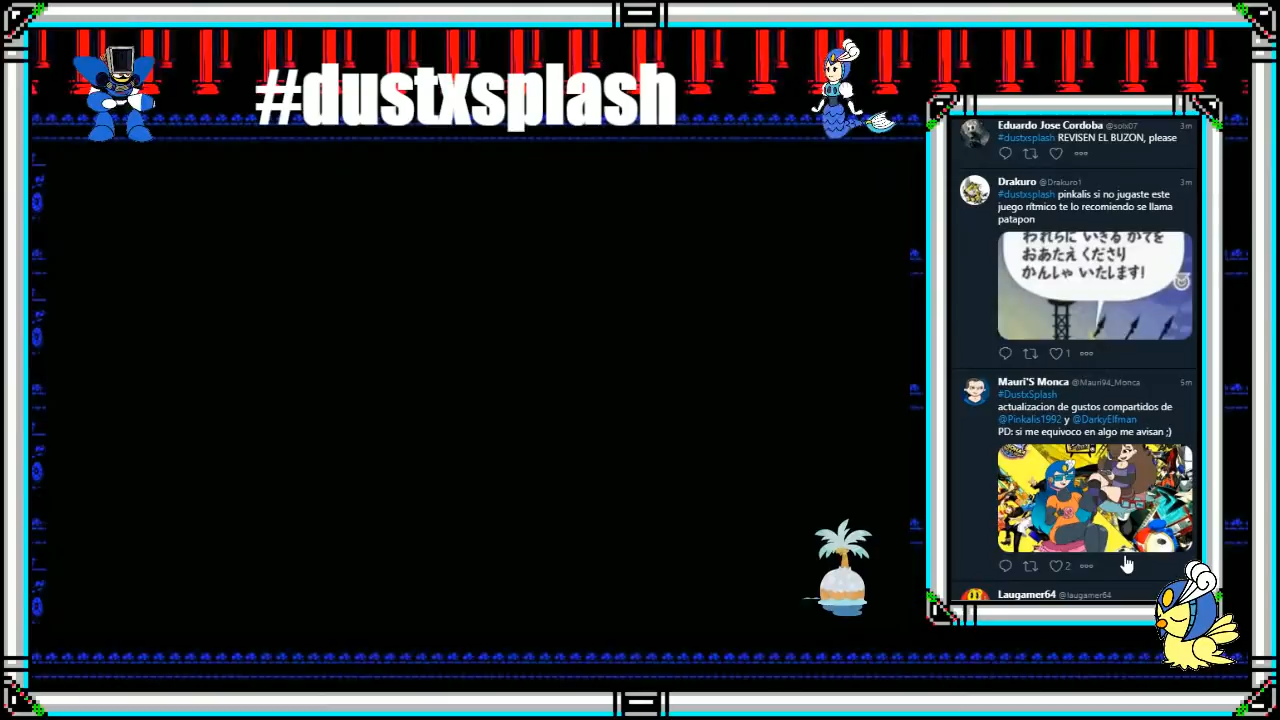 #dustxsplash
Eduardo Jose Cordoba @solxi07 3m
#dustxsplash REVISEN EL BUZON, please
Drakuro @Drakuro1 3m
#dustxsplash pinkalis si no jugaste este
juego rítmico te lo recomiendo se llama
patapon
われらに いきる かてを
おあたえ くださり
かんしゃ いたします!
1
Mauri'S Monca @Mauri94_Monca 5m
#DustxSplash
actualizacion de gustos compartidos de
@Pinkalis1992 y @DarkyElfman
PD: si me equivoco en algo me avisan ;)
2
Laugamer64 @laugamer64